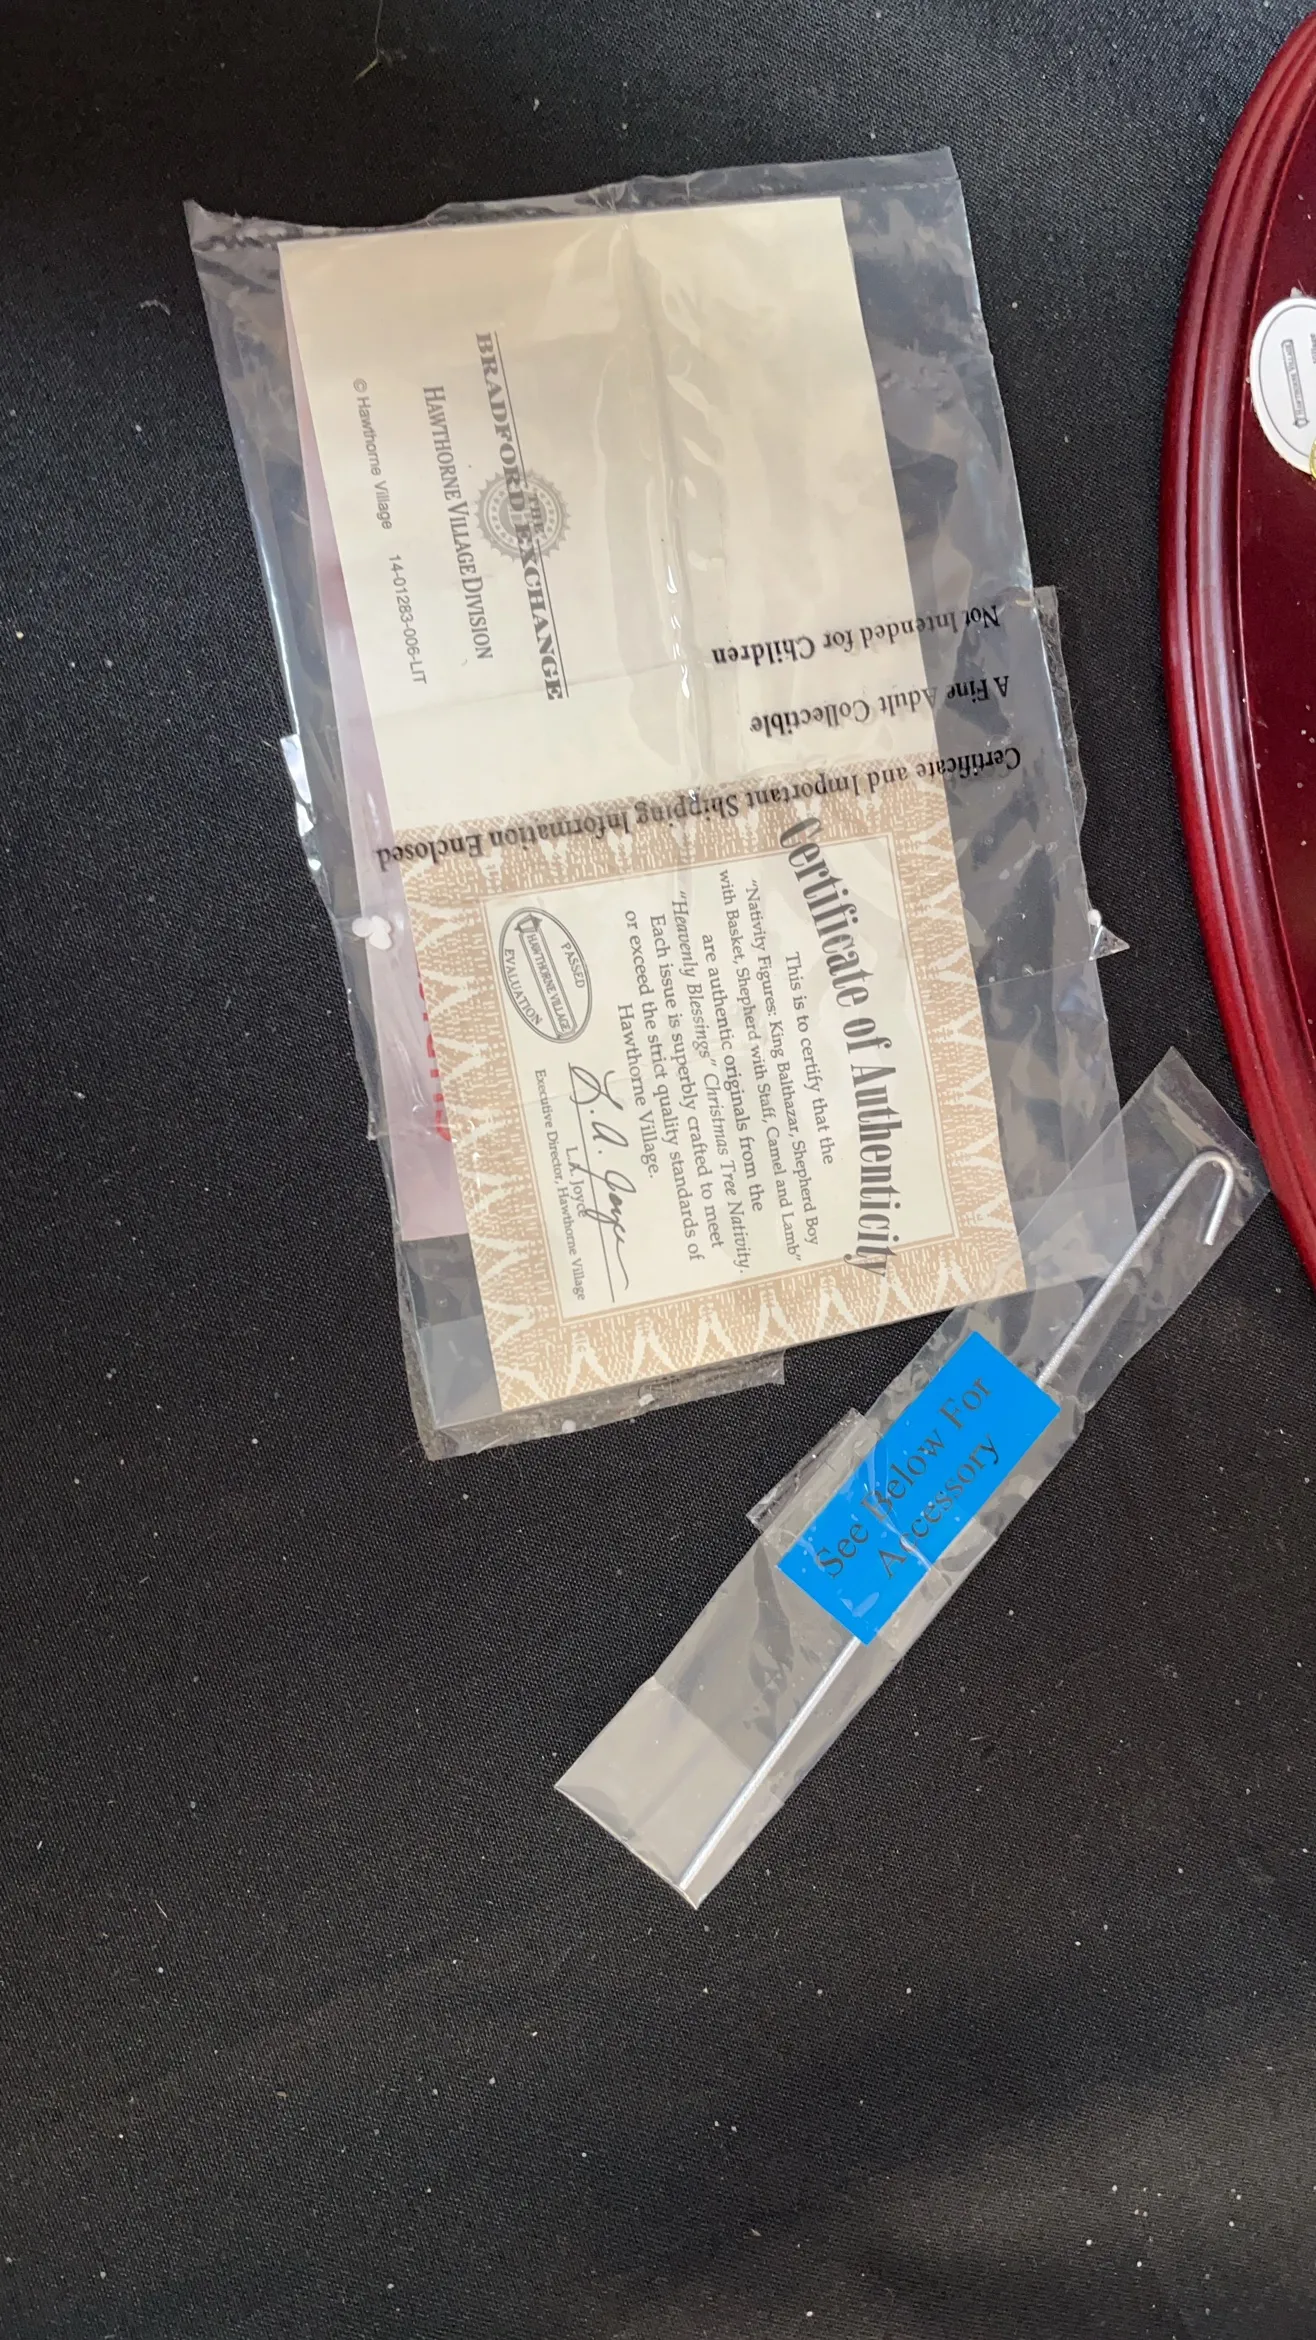 THE
BRADFORD EXCHANGE
HAWTHORNE VILLAGE DIVISION
© Hawthorne Village 14-01283-006-LIT
Not Intended for Children
A Fine Adult Collectible
Certificate and Important Shipping Information Enclosed
Certificate of Authenticity
This is to certify that the
"Nativity Figures: King Balthazar, Shepherd Boy
with Basket, Shepherd with Staff, Camel and Lamb"
are authentic originals from the
"Heavenly Blessings" Christmas Tree Nativity.
Each issue is superbly crafted to meet
or exceed the strict quality standards of
Hawthorne Village.
PASSED
HAWTHORNE VILLAGE
EVALUATION
L. A. Joyce
L.A. Joyce
Executive Director, Hawthorne Village
See Below For
Accessory